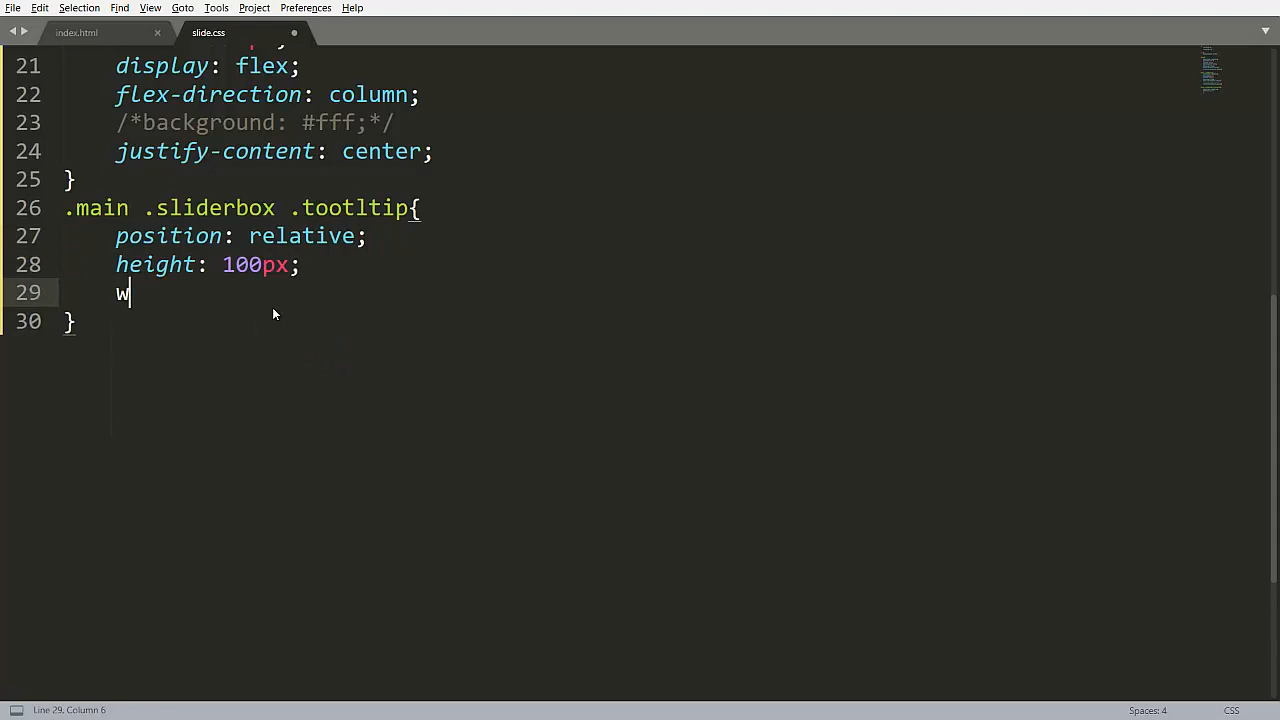 File Edit Selection Find View Goto Tools Project Preferences Help
index.html × slide.css
21 display: flex;
22 flex-direction: column;
23 /*background: #fff;*/
24 justify-content: center;
25 }
26 .main .sliderbox .tootltip{
27 position: relative;
28 height: 100px;
29 w
30 }
Line 29, Column 6 Spaces: 4 CSS